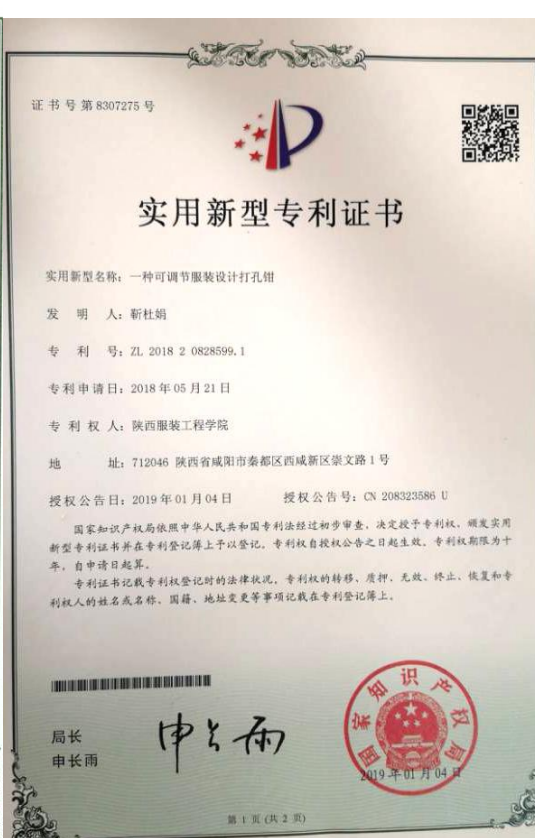 证书号第8307275号
实用新型专利证书
实用新型名称：一种可调节服装设计打孔钳
发明人：靳杜娟
专利号：ZL 2018 2 0828599.1
专利申请日：2018年05月21日
专利权人：陕西服装工程学院
地址：712046 陕西省咸阳市秦都区西咸新区崇文路1号
授权公告日：2019年01月04日 授权公告号：CN 208323586 U
国家知识产权局依照中华人民共和国专利法经过初步审查，决定授予专利权，颁发实用
新型专利证书并在专利登记簿上予以登记。专利权自授权公告之日起生效。专利权期限为十
年，自申请日起算。
专利证书记载专利权登记时的法律状况。专利权的转移、质押、无效、终止、恢复和专
利权人的姓名或名称、国籍、地址变更等事项记载在专利登记簿上。
局长
申长雨
申长雨
国家知识产权局
2019年01月04日
第1页(共2页)